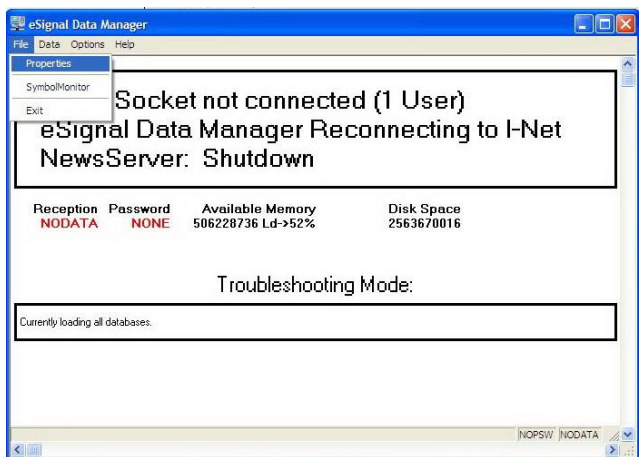 eSignal Data Manager
File Data Options Help
Properties
SymbolMonitor
Exit
Socket not connected (1 User)
eSignal Data Manager Reconnecting to I-Net
NewsServer: Shutdown
Reception Password Available Memory Disk Space
NODATA NONE 506228736 Ld->52% 2563670016
Troubleshooting Mode:
Currently loading all databases.
NOPSW NODATA